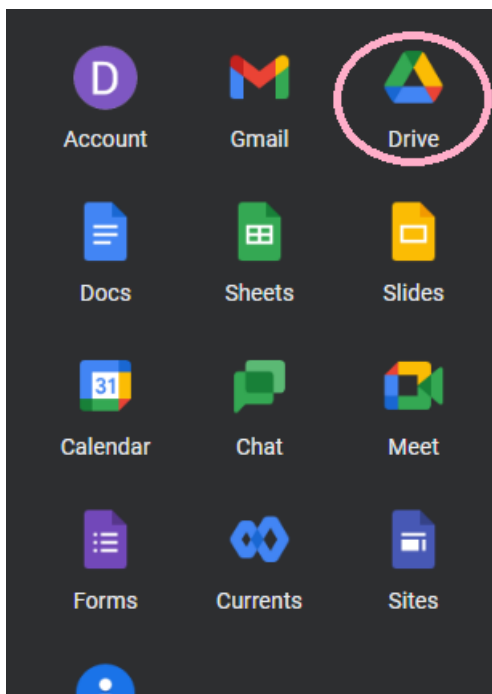 D
Account
Gmail
Drive
Docs
Sheets
Slides
31
Calendar
Chat
Meet
Forms
Currents
Sites